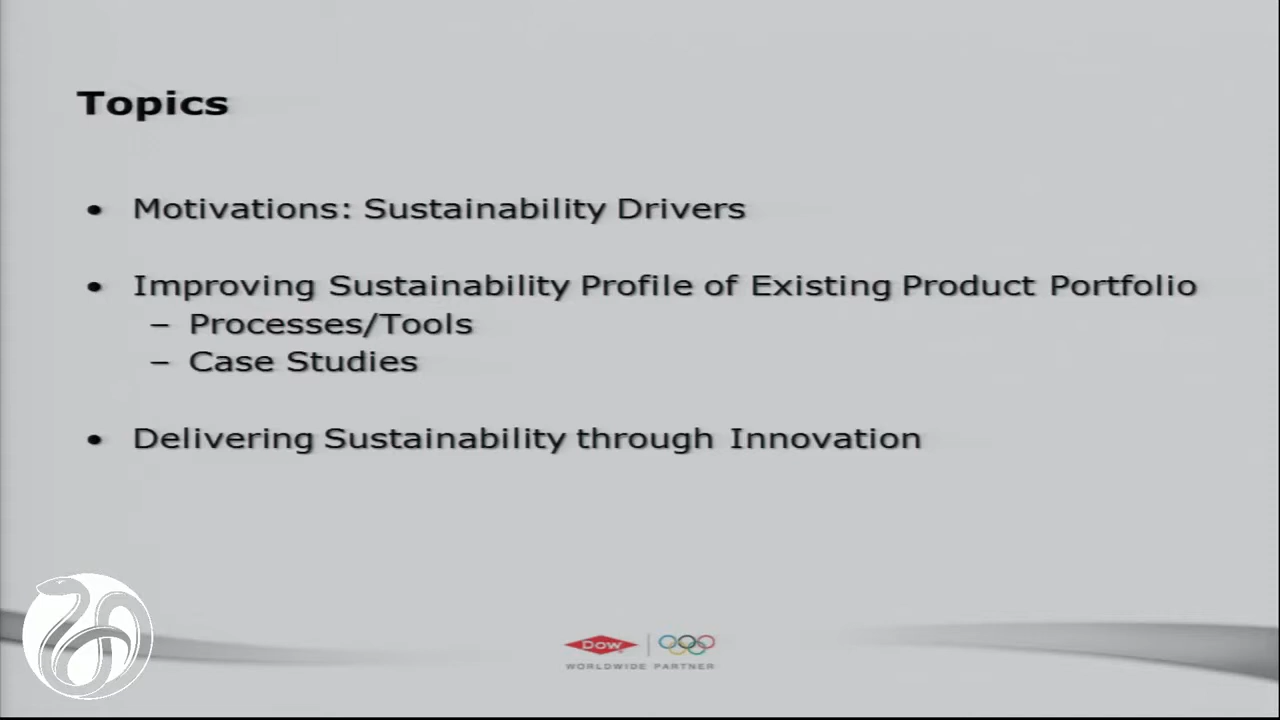 Topics
• Motivations: Sustainability Drivers
• Improving Sustainability Profile of Existing Product Portfolio
– Processes/Tools
– Case Studies
• Delivering Sustainability through Innovation
Dow
WORLDWIDE PARTNER